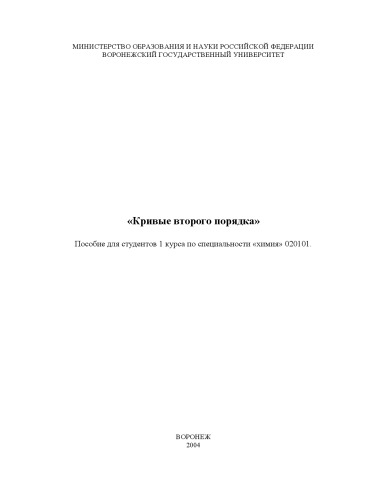 МИНИСТЕРСТВО ОБРАЗОВАНИЯ И НАУКИ РОССИЙСКОЙ ФЕДЕРАЦИИ
ВОРОНЕЖСКИЙ ГОСУДАРСТВЕННЫЙ УНИВЕРСИТЕТ
«Кривые второго порядка»
Пособие для студентов 1 курса по специальности «химия» 020101.
ВОРОНЕЖ
2004